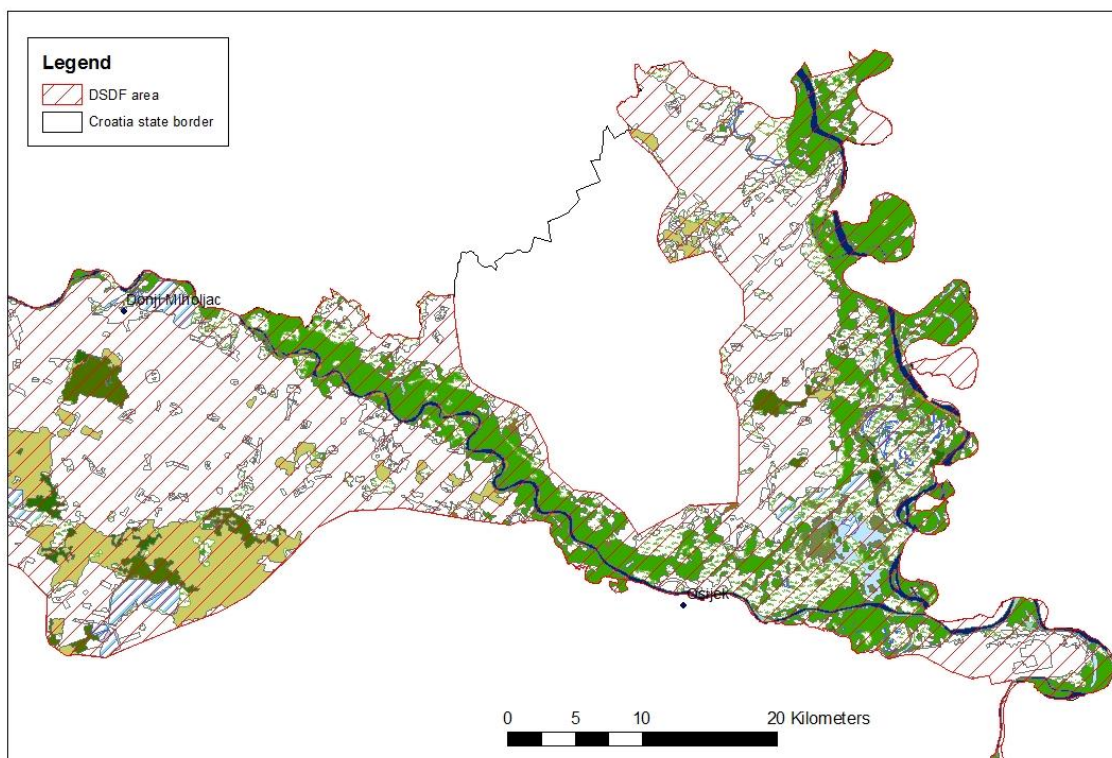 Legend
DSDF area
Croatia state border
Donji Miholjac
Osijek
0 5 10 20 Kilometers